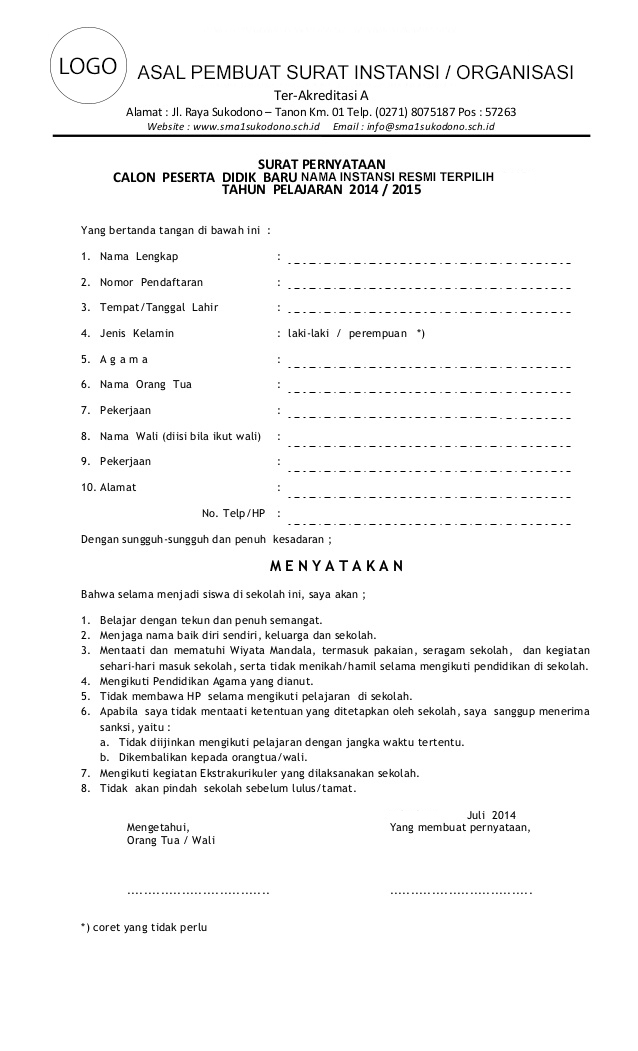 LOGO
ASAL PEMBUAT SURAT INSTANSI / ORGANISASI
Ter-Akreditasi A
Alamat : Jl. Raya Sukodono – Tanon Km. 01 Telp. (0271) 8075187 Pos : 57263
Website : www.sma1sukodono.sch.id Email : info@sma1sukodono.sch.id
SURAT PERNYATAAN
CALON PESERTA DIDIK BARU NAMA INSTANSI RESMI TERPILIH
TAHUN PELAJARAN 2014 / 2015
Yang bertanda tangan di bawah ini :
1. Nama Lengkap :
2. Nomor Pendaftaran :
3. Tempat/Tanggal Lahir :
4. Jenis Kelamin : laki-laki / perempuan *)
5. A g a m a :
6. Nama Orang Tua :
7. Pekerjaan :
8. Nama Wali (diisi bila ikut wali) :
9. Pekerjaan :
10. Alamat :
No. Telp/HP :
Dengan sungguh-sungguh dan penuh kesadaran ;
M E N Y A T A K A N
Bahwa selama menjadi siswa di sekolah ini, saya akan ;
1. Belajar dengan tekun dan penuh semangat.
2. Menjaga nama baik diri sendiri, keluarga dan sekolah.
3. Mentaati dan mematuhi Wiyata Mandala, termasuk pakaian, seragam sekolah, dan kegiatan
sehari-hari masuk sekolah, serta tidak menikah/hamil selama mengikuti pendidikan di sekolah.
4. Mengikuti Pendidikan Agama yang dianut.
5. Tidak membawa HP selama mengikuti pelajaran di sekolah.
6. Apabila saya tidak mentaati ketentuan yang ditetapkan oleh sekolah, saya sanggup menerima
sanksi, yaitu :
a. Tidak diijinkan mengikuti pelajaran dengan jangka waktu tertentu.
b. Dikembalikan kepada orangtua/wali.
7. Mengikuti kegiatan Ekstrakurikuler yang dilaksanakan sekolah.
8. Tidak akan pindah sekolah sebelum lulus/tamat.
Juli 2014
Mengetahui, Yang membuat pernyataan,
Orang Tua / Wali
.................................. ..................................
*) coret yang tidak perlu